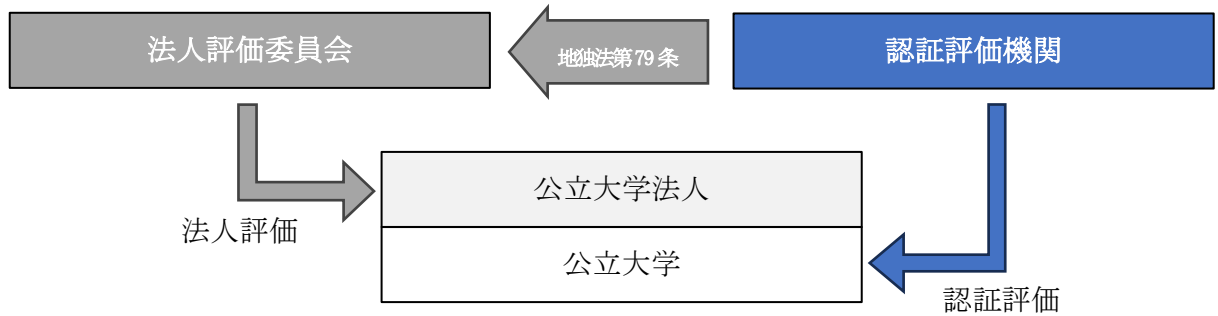 法人評価委員会
地独法第79条
認証評価機関
公立大学法人
法人評価
公立大学
認証評価